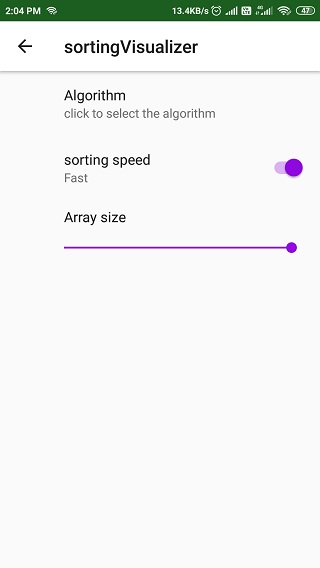 2:04 PM 13.4KB/s 4G 47
sortingVisualizer
Algorithm
click to select the algorithm
sorting speed
Fast
Array size